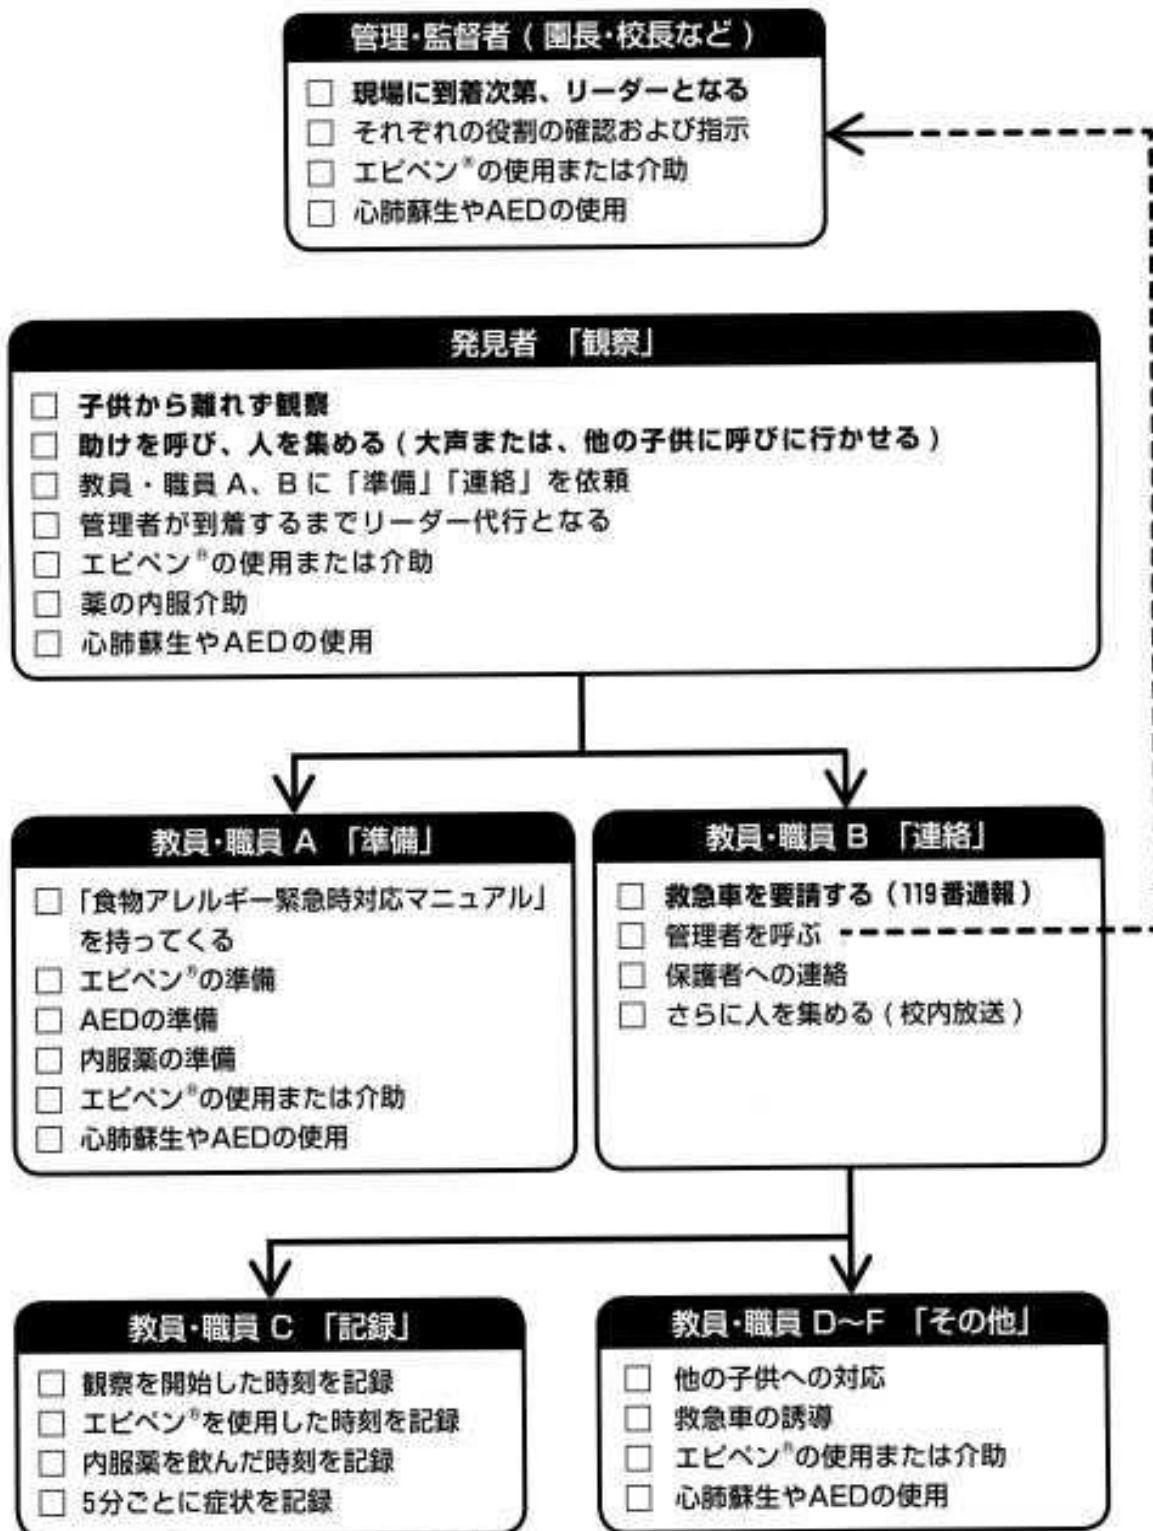 管理・監督者(園長・校長など)
□ 現場に到着次第、リーダーとなる
□ それぞれの役割の確認および指示
□ エピペン®の使用または介助
□ 心肺蘇生やAEDの使用
発見者 「観察」
□ 子供から離れず観察
□ 助けを呼び、人を集める(大声または、他の子供に呼びに行かせる)
□ 教員・職員 A、B に「準備」「連絡」を依頼
□ 管理者が到着するまでリーダー代行となる
□ エピペン®の使用または介助
□ 薬の内服介助
□ 心肺蘇生やAEDの使用
教員・職員 A 「準備」
□ 「食物アレルギー緊急時対応マニュアル」
を持ってくる
□ エピペン®の準備
□ AEDの準備
□ 内服薬の準備
□ エピペン®の使用または介助
□ 心肺蘇生やAEDの使用
教員・職員 B 「連絡」
□ 救急車を要請する(119番通報)
□ 管理者を呼ぶ
□ 保護者への連絡
□ さらに人を集める(校内放送)
教員・職員 C 「記録」
□ 観察を開始した時刻を記録
□ エピペン®を使用した時刻を記録
□ 内服薬を飲んだ時刻を記録
□ 5分ごとに症状を記録
教員・職員 D〜F 「その他」
□ 他の子供への対応
□ 救急車の誘導
□ エピペン®の使用または介助
□ 心肺蘇生やAEDの使用